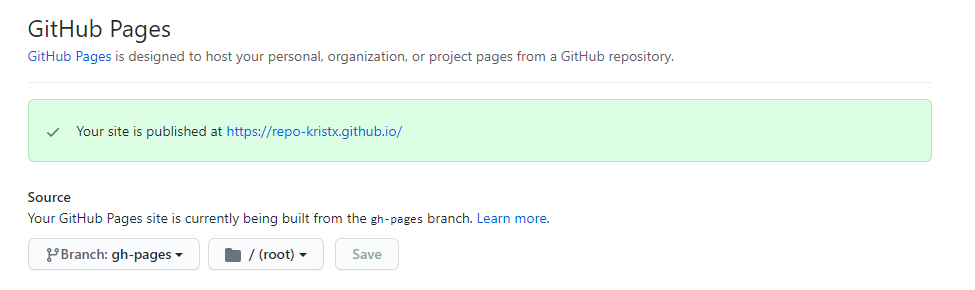 GitHub Pages
GitHub Pages is designed to host your personal, organization, or project pages from a GitHub repository.
Your site is published at https://repo-kristx.github.io/
Source
Your GitHub Pages site is currently being built from the gh-pages branch. Learn more.
Branch: gh-pages / (root) Save